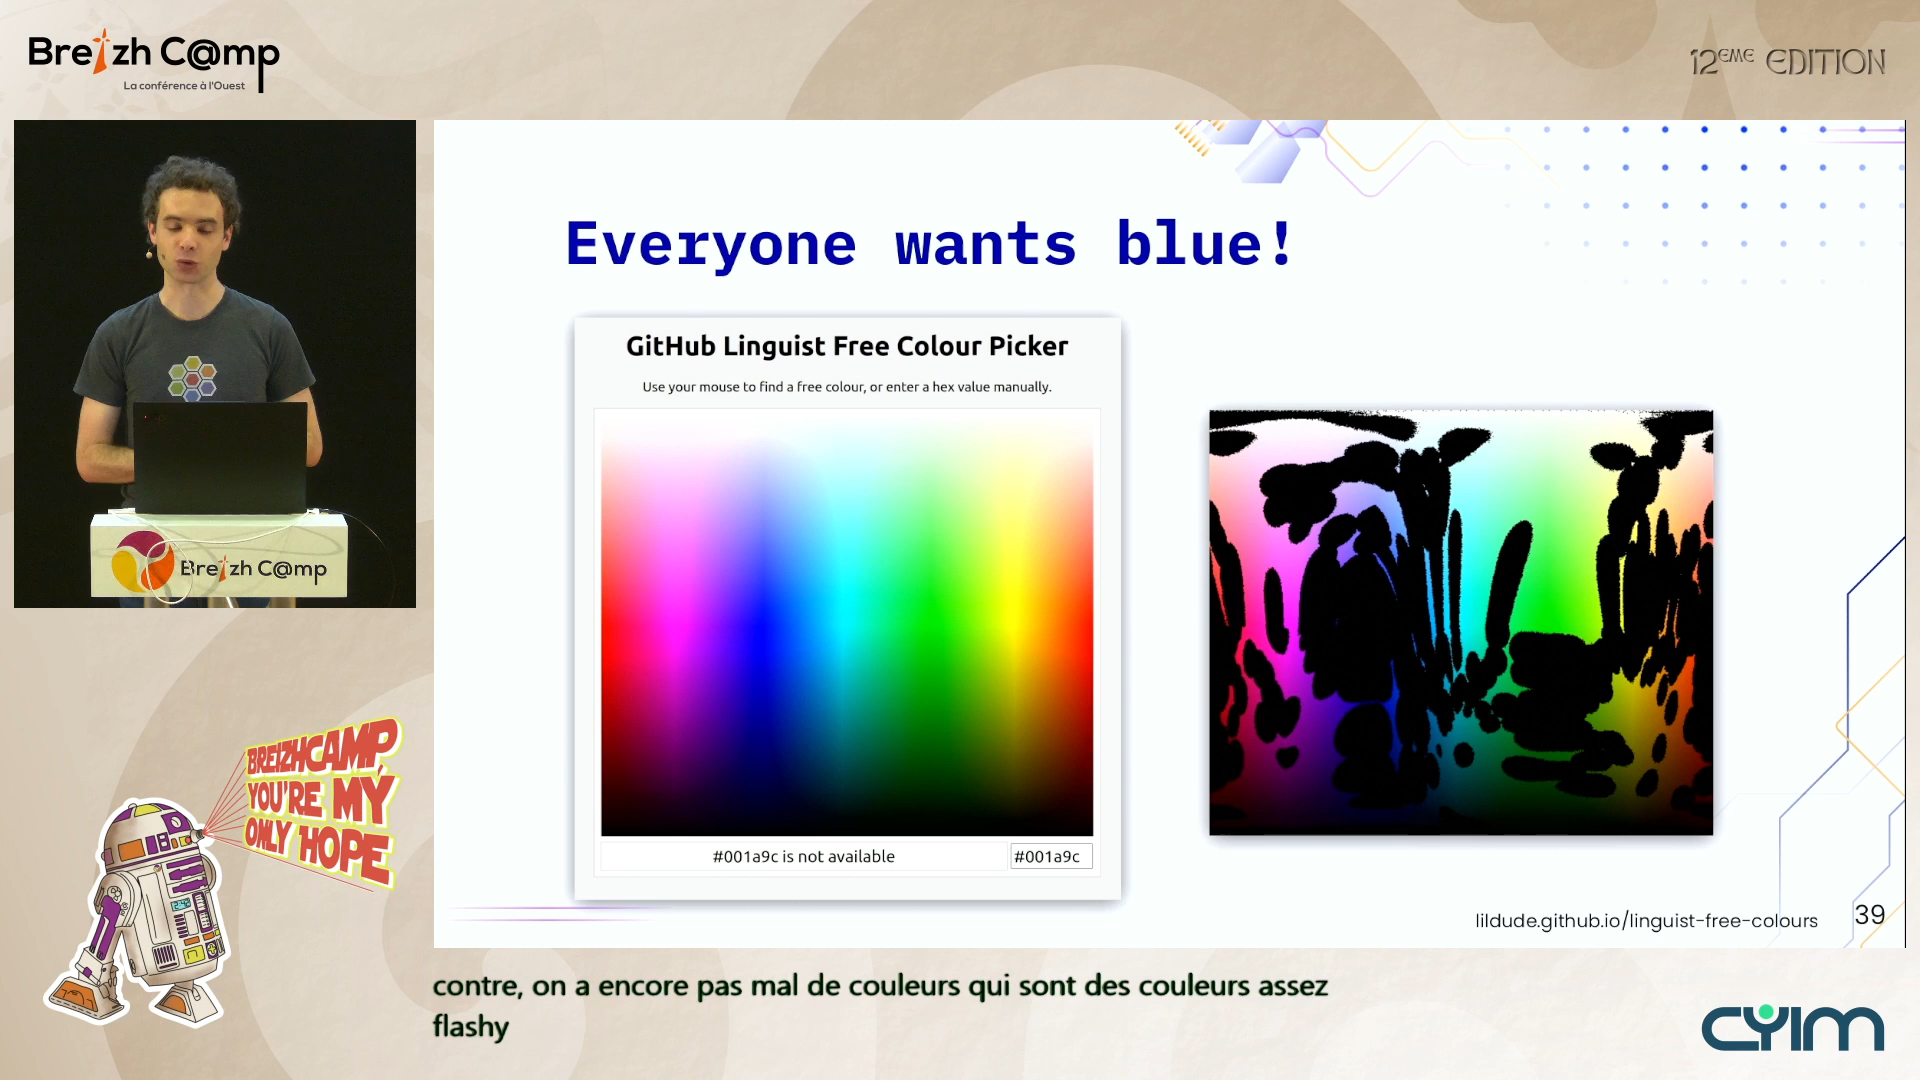 Breizh C@mp
La conférence à l'Ouest
12ÈME EDITION
Everyone wants blue!
GitHub Linguist Free Colour Picker
Use your mouse to find a free colour, or enter a hex value manually.
#001a9c is not available
#001a9c
lildude.github.io/linguist-free-colours
39
Breizh C@mp
BREIZHCAMP,
YOU'RE MY
ONLY HOPE
contre, on a encore pas mal de couleurs qui sont des couleurs assez
flashy
CYIM